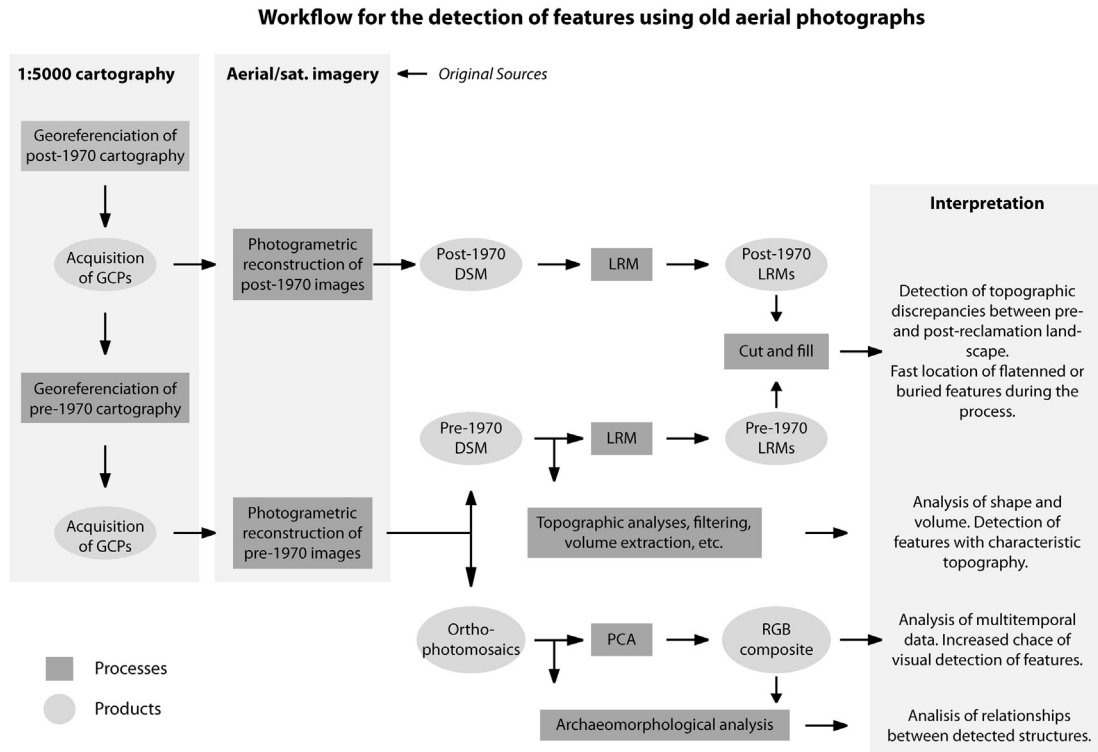 Workflow for the detection of features using old aerial photographs
1:5000 cartography
Aerial/sat. imagery
Original Sources
Georeferenciation of
post-1970 cartography
Interpretation
Acquisition
of GCPs
Photogrametric
reconstruction of
post-1970 images
Post-1970
DSM
LRM
Post-1970
LRMs
Cut and fill
Detection of topographic
discrepancies between pre-
and post-reclamation land-
scape.
Fast location of flatenned or
buried features during the
process.
Georeferenciation of
pre-1970 cartography
Pre-1970
DSM
LRM
Pre-1970
LRMs
Acquisition
of GCPs
Photogrametric
reconstruction of
pre-1970 images
Topographic analyses, filtering,
volume extraction, etc.
Analysis of shape and
volume. Detection of
features with characteristic
topography.
Ortho-
photomosaics
PCA
RGB
composite
Analysis of multitemporal
data. Increased chace of
visual detection of features.
Processes
Products
Archaeomorphological analysis
Analisis of relationships
between detected structures.